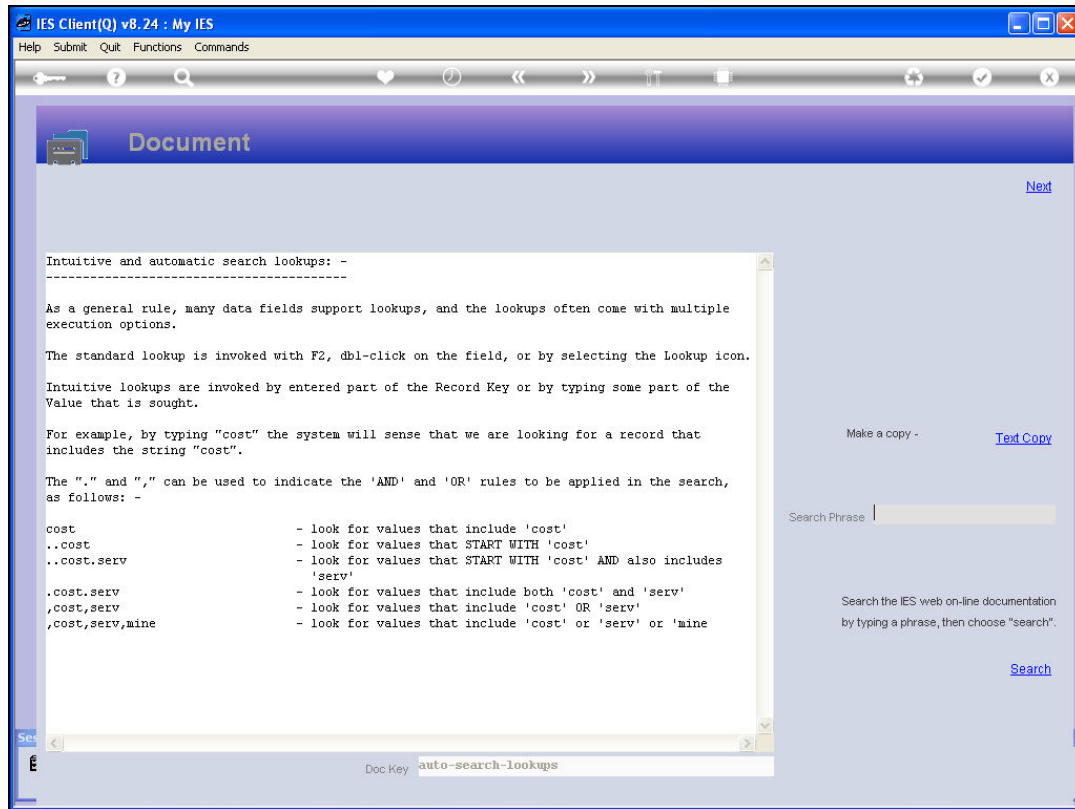 IES Client(Q) v8.24 : My IES
Help Submit Quit Functions Commands
Document
Next
Intuitive and automatic search lookups: -
-----------------------------------------
As a general rule, many data fields support lookups, and the lookups often come with multiple
execution options.
The standard lookup is invoked with F2, dbl-click on the field, or by selecting the Lookup icon.
Intuitive lookups are invoked by entered part of the Record Key or by typing some part of the
Value that is sought.
For example, by typing "cost" the system will sense that we are looking for a record that
includes the string "cost".
The "." and "," can be used to indicate the 'AND' and 'OR' rules to be applied in the search,
as follows: -
cost - look for values that include 'cost'
..cost - look for values that START WITH 'cost'
..cost.serv - look for values that START WITH 'cost' AND also includes
'serv'
.cost.serv - look for values that include both 'cost' and 'serv'
,cost,serv - look for values that include 'cost' OR 'serv'
,cost,serv,mine - look for values that include 'cost' or 'serv' or 'mine
Make a copy -
Text Copy
Search Phrase
Search the IES web on-line documentation
by typing a phrase, then choose "search".
Search
Ses
Doc Key auto-search-lookups